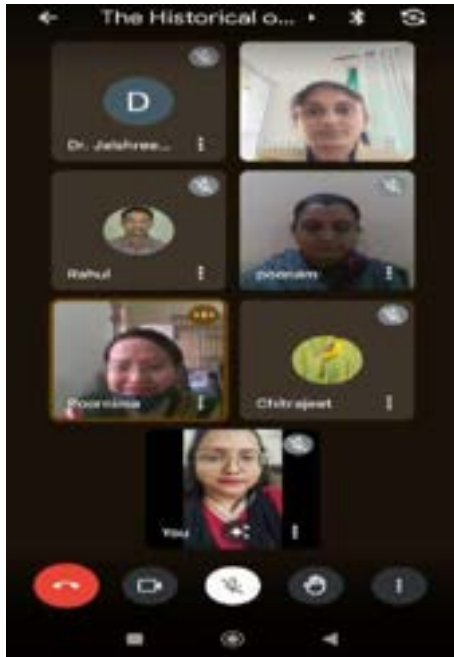 The Historical o...
D
Dr. Jaishree...
Rahul
poonam
Poornima
Chitrajeet
You